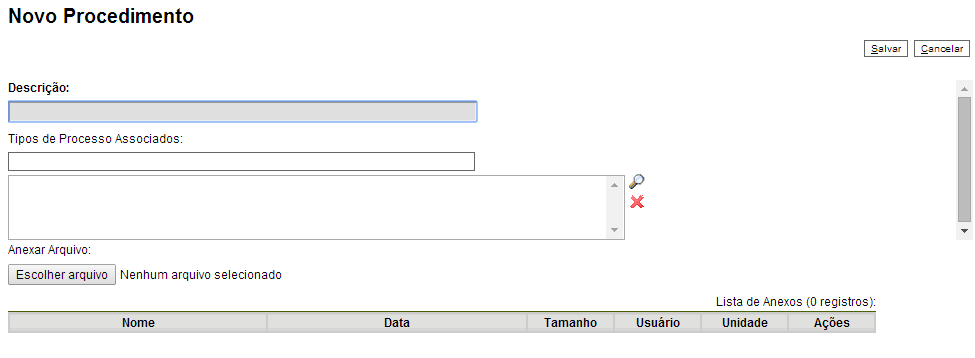 Novo Procedimento
Salvar Cancelar
Descrição:
Tipos de Processo Associados:
Anexar Arquivo:
Escolher arquivo Nenhum arquivo selecionado
Lista de Anexos (0 registros):
Nome Data Tamanho Usuário Unidade Ações